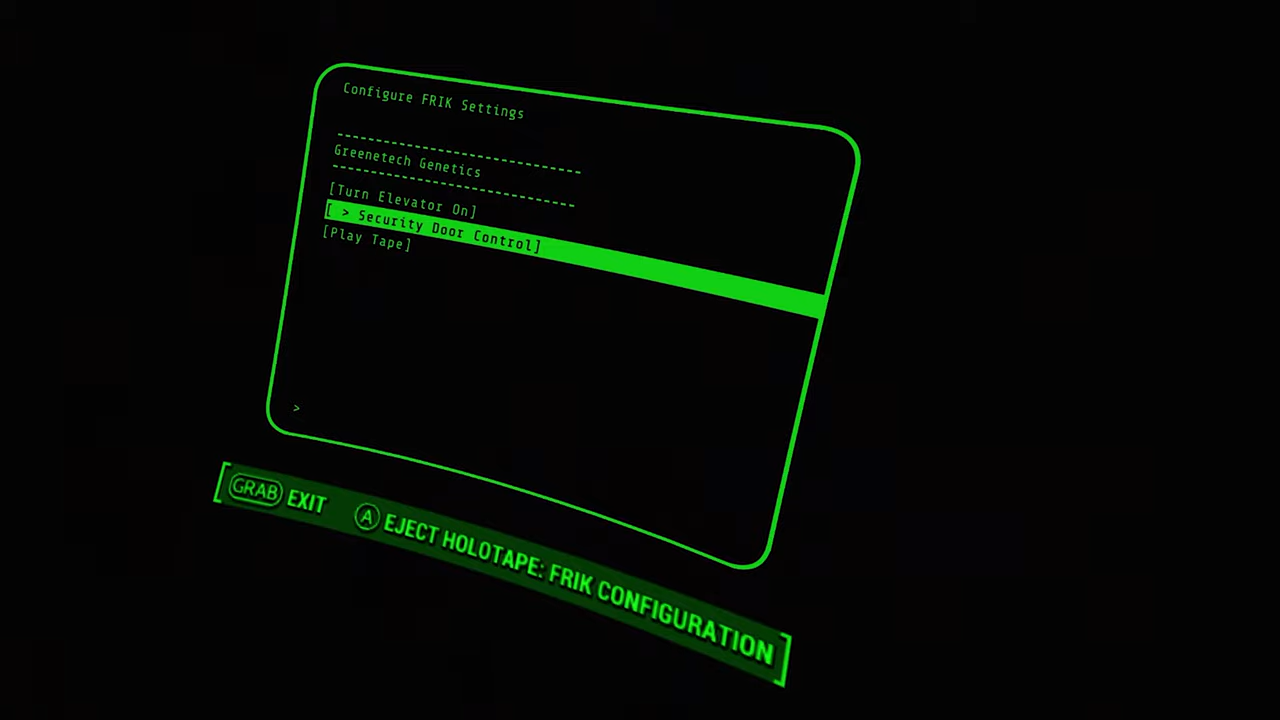 Configure FRIK Settings
------------------------------
Greenetech Genetics
------------------------------
[Turn Elevator On]
[ > Security Door Control]
[Play Tape]
>
[GRAB EXIT A EJECT HOLOTAPE: FRIK CONFIGURATION]